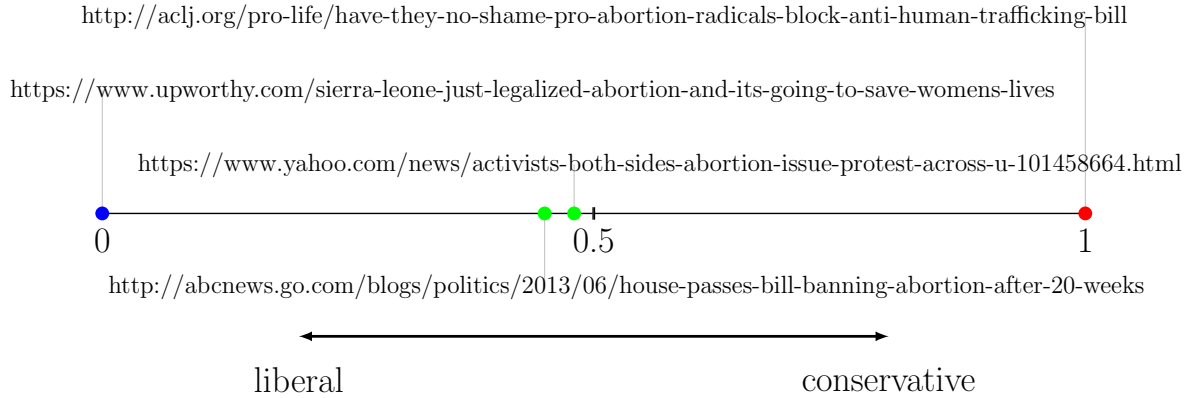 http://aclj.org/pro-life/have-they-no-shame-pro-abortion-radicals-block-anti-human-trafficking-bill
https://www.upworthy.com/sierra-leone-just-legalized-abortion-and-its-going-to-save-womens-lives
https://www.yahoo.com/news/activists-both-sides-abortion-issue-protest-across-u-101458664.html
0 0.5 1
http://abcnews.go.com/blogs/politics/2013/06/house-passes-bill-banning-abortion-after-20-weeks
liberal conservative